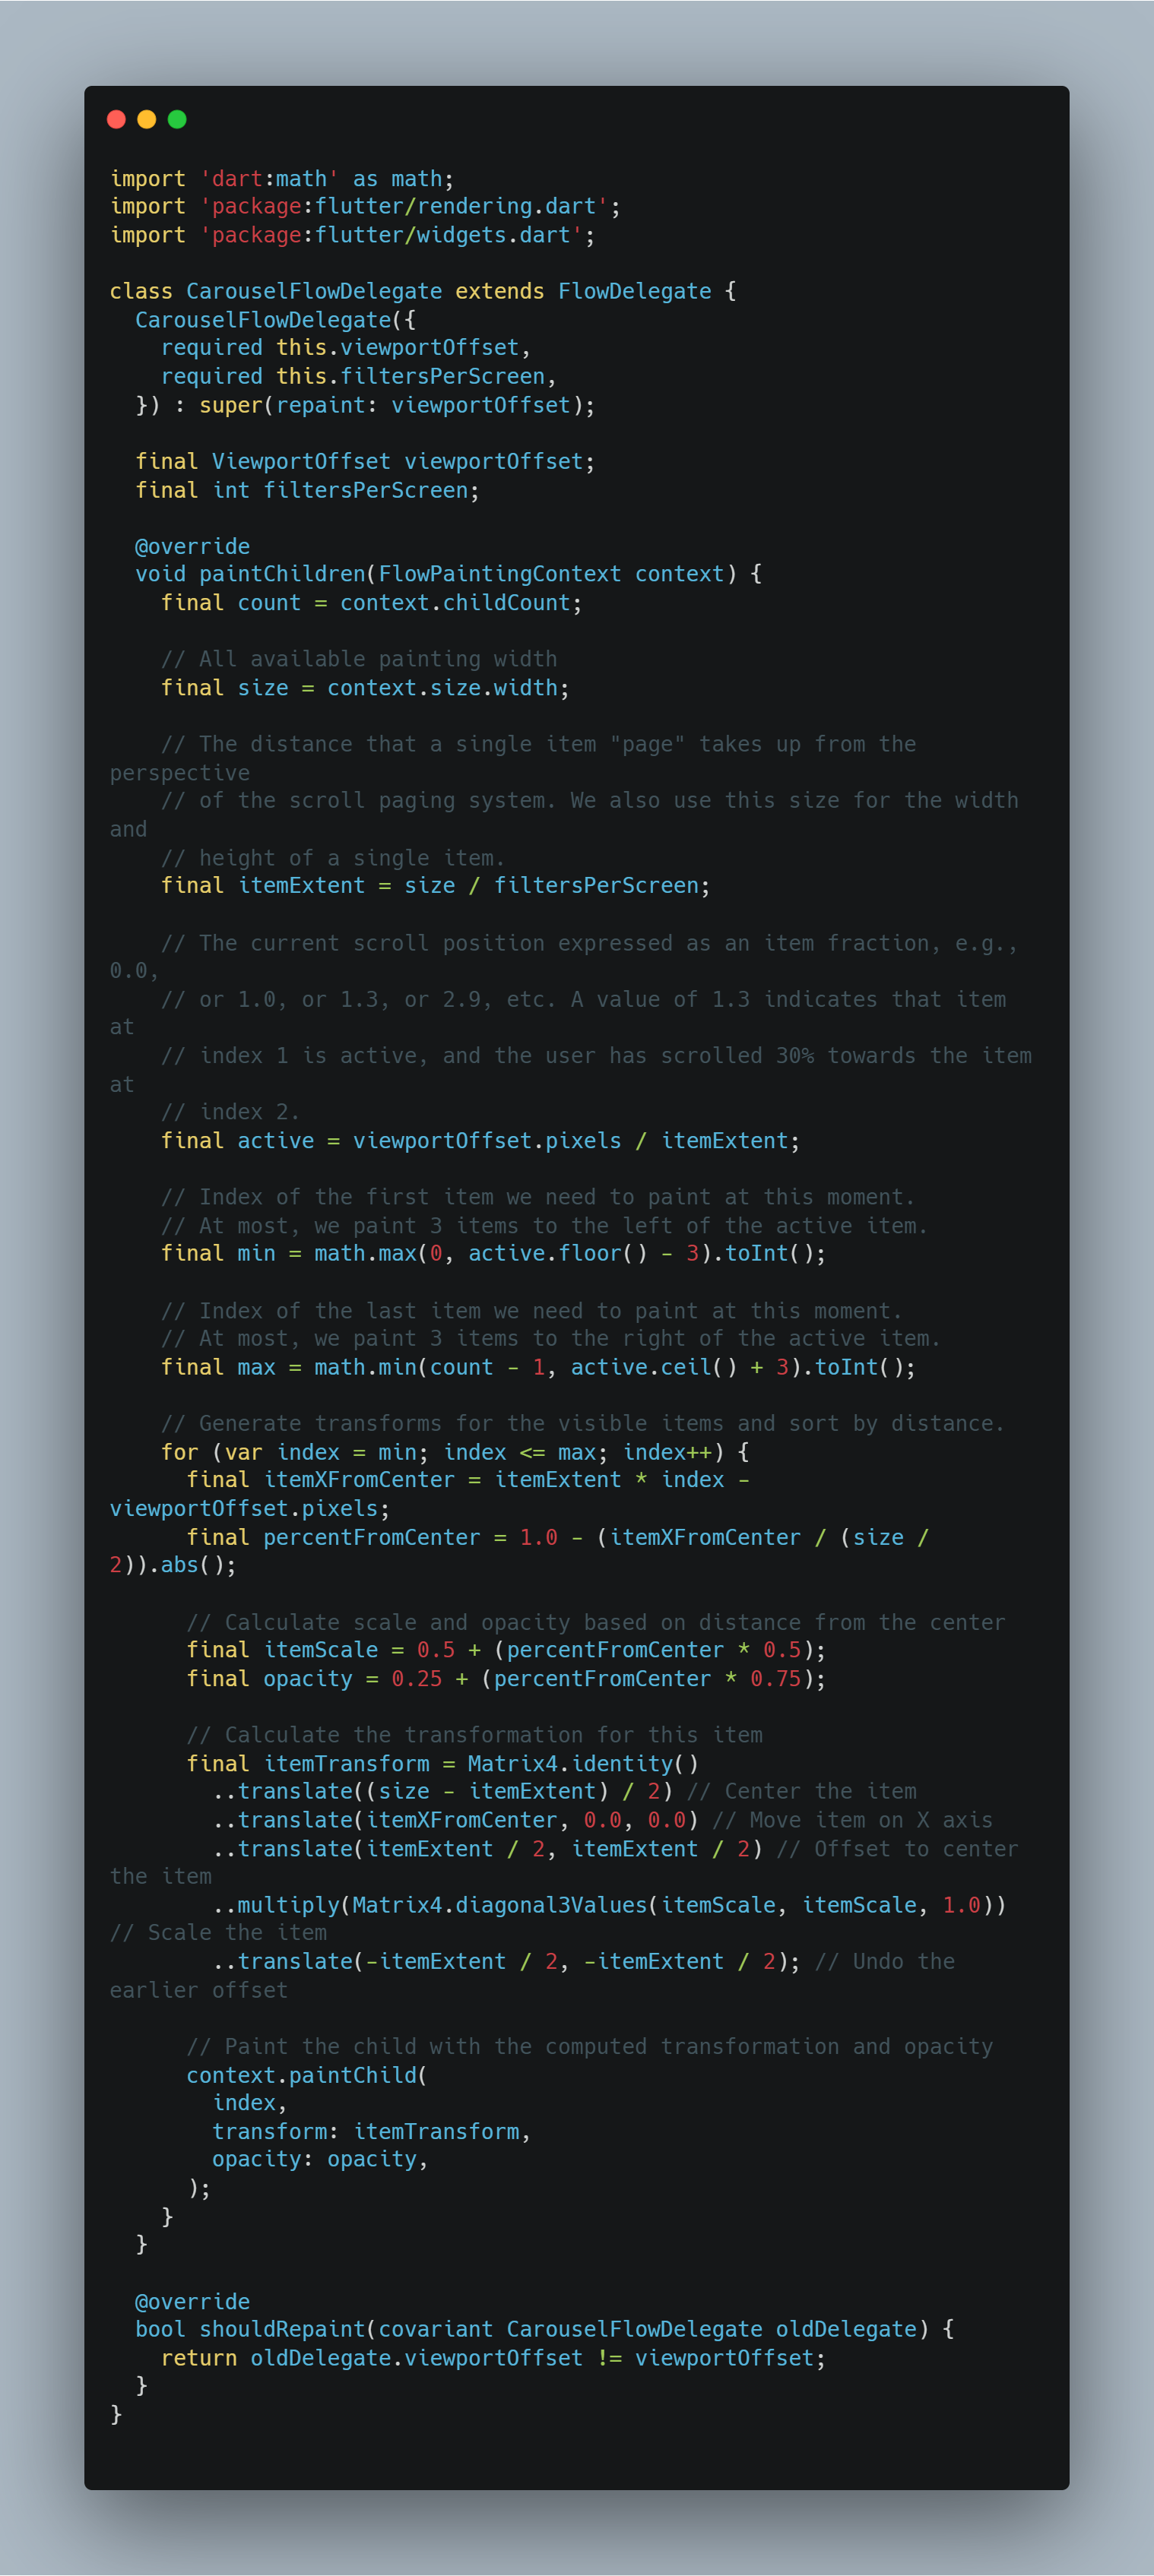 import 'dart:math' as math;
import 'package:flutter/rendering.dart';
import 'package:flutter/widgets.dart';

class CarouselFlowDelegate extends FlowDelegate {
  CarouselFlowDelegate({
    required this.viewportOffset,
    required this.filtersPerScreen,
  }) : super(repaint: viewportOffset);

  final ViewportOffset viewportOffset;
  final int filtersPerScreen;

  @override
  void paintChildren(FlowPaintingContext context) {
    final count = context.childCount;

    // All available painting width
    final size = context.size.width;

    // The distance that a single item "page" takes up from the
perspective
    // of the scroll paging system. We also use this size for the width
and
    // height of a single item.
    final itemExtent = size / filtersPerScreen;

    // The current scroll position expressed as an item fraction, e.g.,
0.0,
    // or 1.0, or 1.3, or 2.9, etc. A value of 1.3 indicates that item
at
    // index 1 is active, and the user has scrolled 30% towards the item
at
    // index 2.
    final active = viewportOffset.pixels / itemExtent;

    // Index of the first item we need to paint at this moment.
    // At most, we paint 3 items to the left of the active item.
    final min = math.max(0, active.floor() - 3).toInt();

    // Index of the last item we need to paint at this moment.
    // At most, we paint 3 items to the right of the active item.
    final max = math.min(count - 1, active.ceil() + 3).toInt();

    // Generate transforms for the visible items and sort by distance.
    for (var index = min; index <= max; index++) {
      final itemXFromCenter = itemExtent * index -
viewportOffset.pixels;
      final percentFromCenter = 1.0 - (itemXFromCenter / (size /
2)).abs();

      // Calculate scale and opacity based on distance from the center
      final itemScale = 0.5 + (percentFromCenter * 0.5);
      final opacity = 0.25 + (percentFromCenter * 0.75);

      // Calculate the transformation for this item
      final itemTransform = Matrix4.identity()
        ..translate((size - itemExtent) / 2) // Center the item
        ..translate(itemXFromCenter, 0.0, 0.0) // Move item on X axis
        ..translate(itemExtent / 2, itemExtent / 2) // Offset to center
the item
        ..multiply(Matrix4.diagonal3Values(itemScale, itemScale, 1.0))
// Scale the item
        ..translate(-itemExtent / 2, -itemExtent / 2); // Undo the
earlier offset

      // Paint the child with the computed transformation and opacity
      context.paintChild(
        index,
        transform: itemTransform,
        opacity: opacity,
      );
    }
  }

  @override
  bool shouldRepaint(covariant CarouselFlowDelegate oldDelegate) {
    return oldDelegate.viewportOffset != viewportOffset;
  }
}